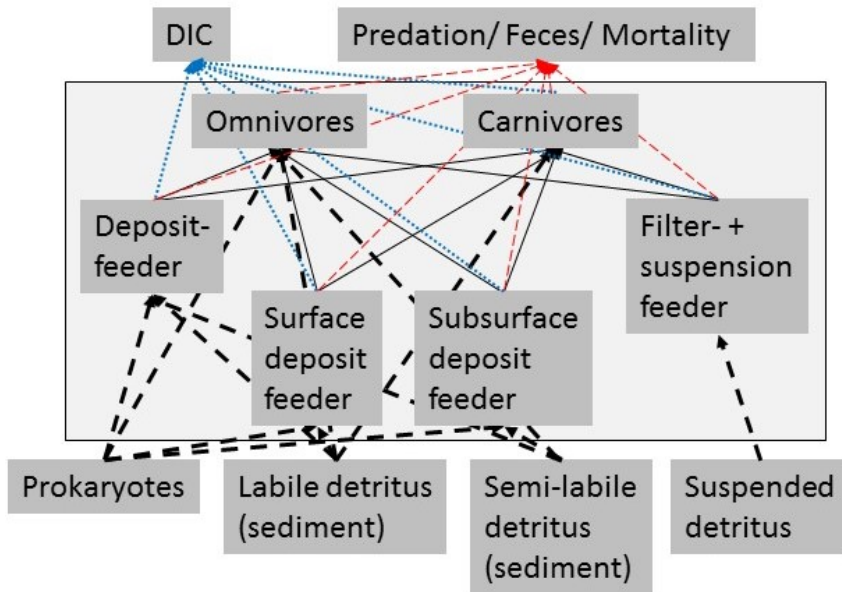 DIC
Predation/ Feces/ Mortality
Omnivores
Carnivores
Deposit-
feeder
Filter- +
suspension
feeder
Surface
deposit
feeder
Subsurface
deposit
feeder
Prokaryotes
Labile detritus
(sediment)
Semi-labile
detritus
(sediment)
Suspended
detritus